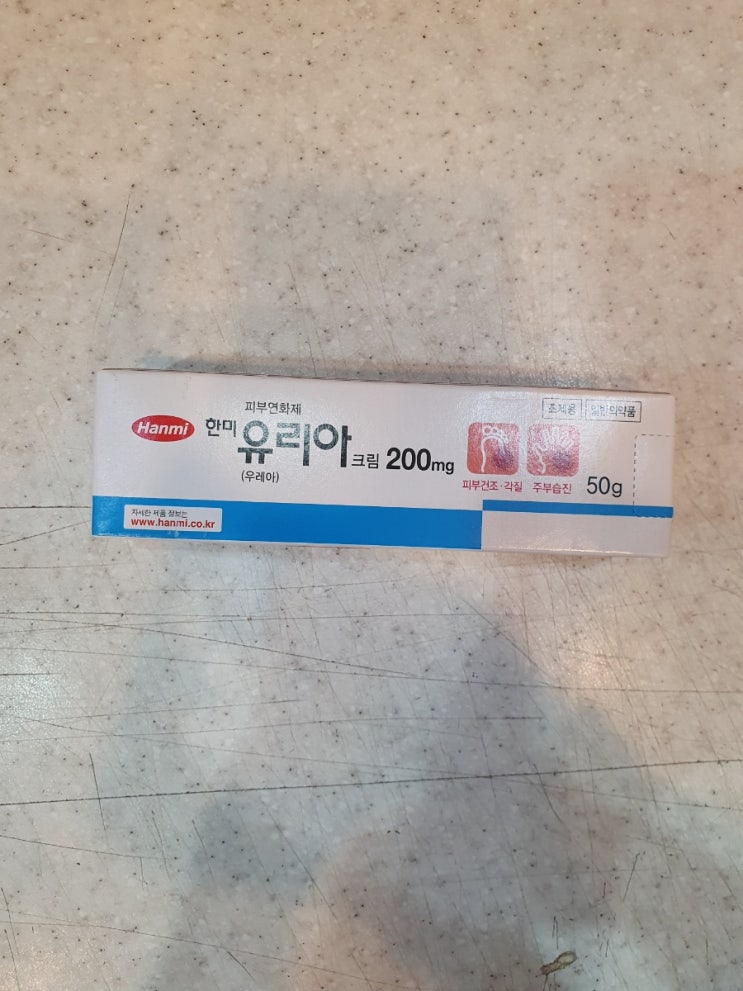 피부연화제
조제용 일반의약품
Hanmi 한미 유리아 크림 200mg
(우레아)
피부건조·각질 주부습진 50g
자세한 제품 정보는
www.hanmi.co.kr